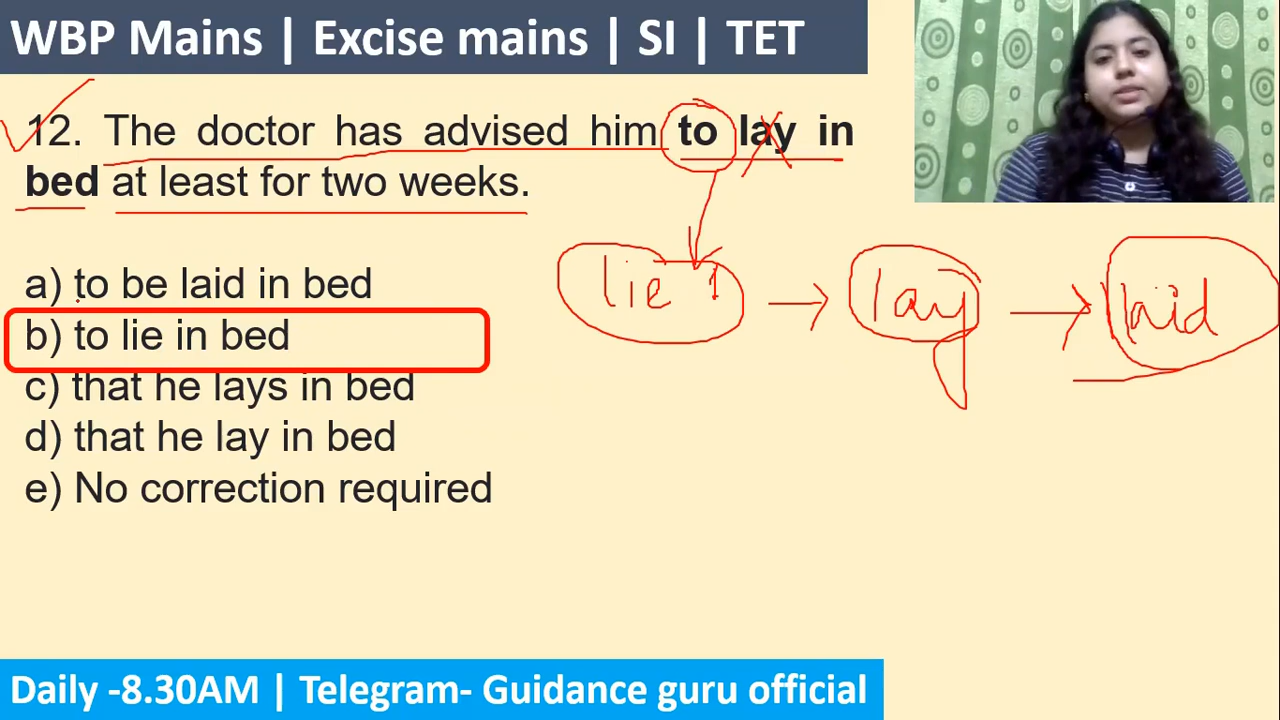 WBP Mains | Excise mains | SI | TET
12. The doctor has advised him to lay in
bed at least for two weeks.
lie 1 → lay → laid
a) to be laid in bed
b) to lie in bed
c) that he lays in bed
d) that he lay in bed
e) No correction required
Daily -8.30AM | Telegram- Guidance guru official